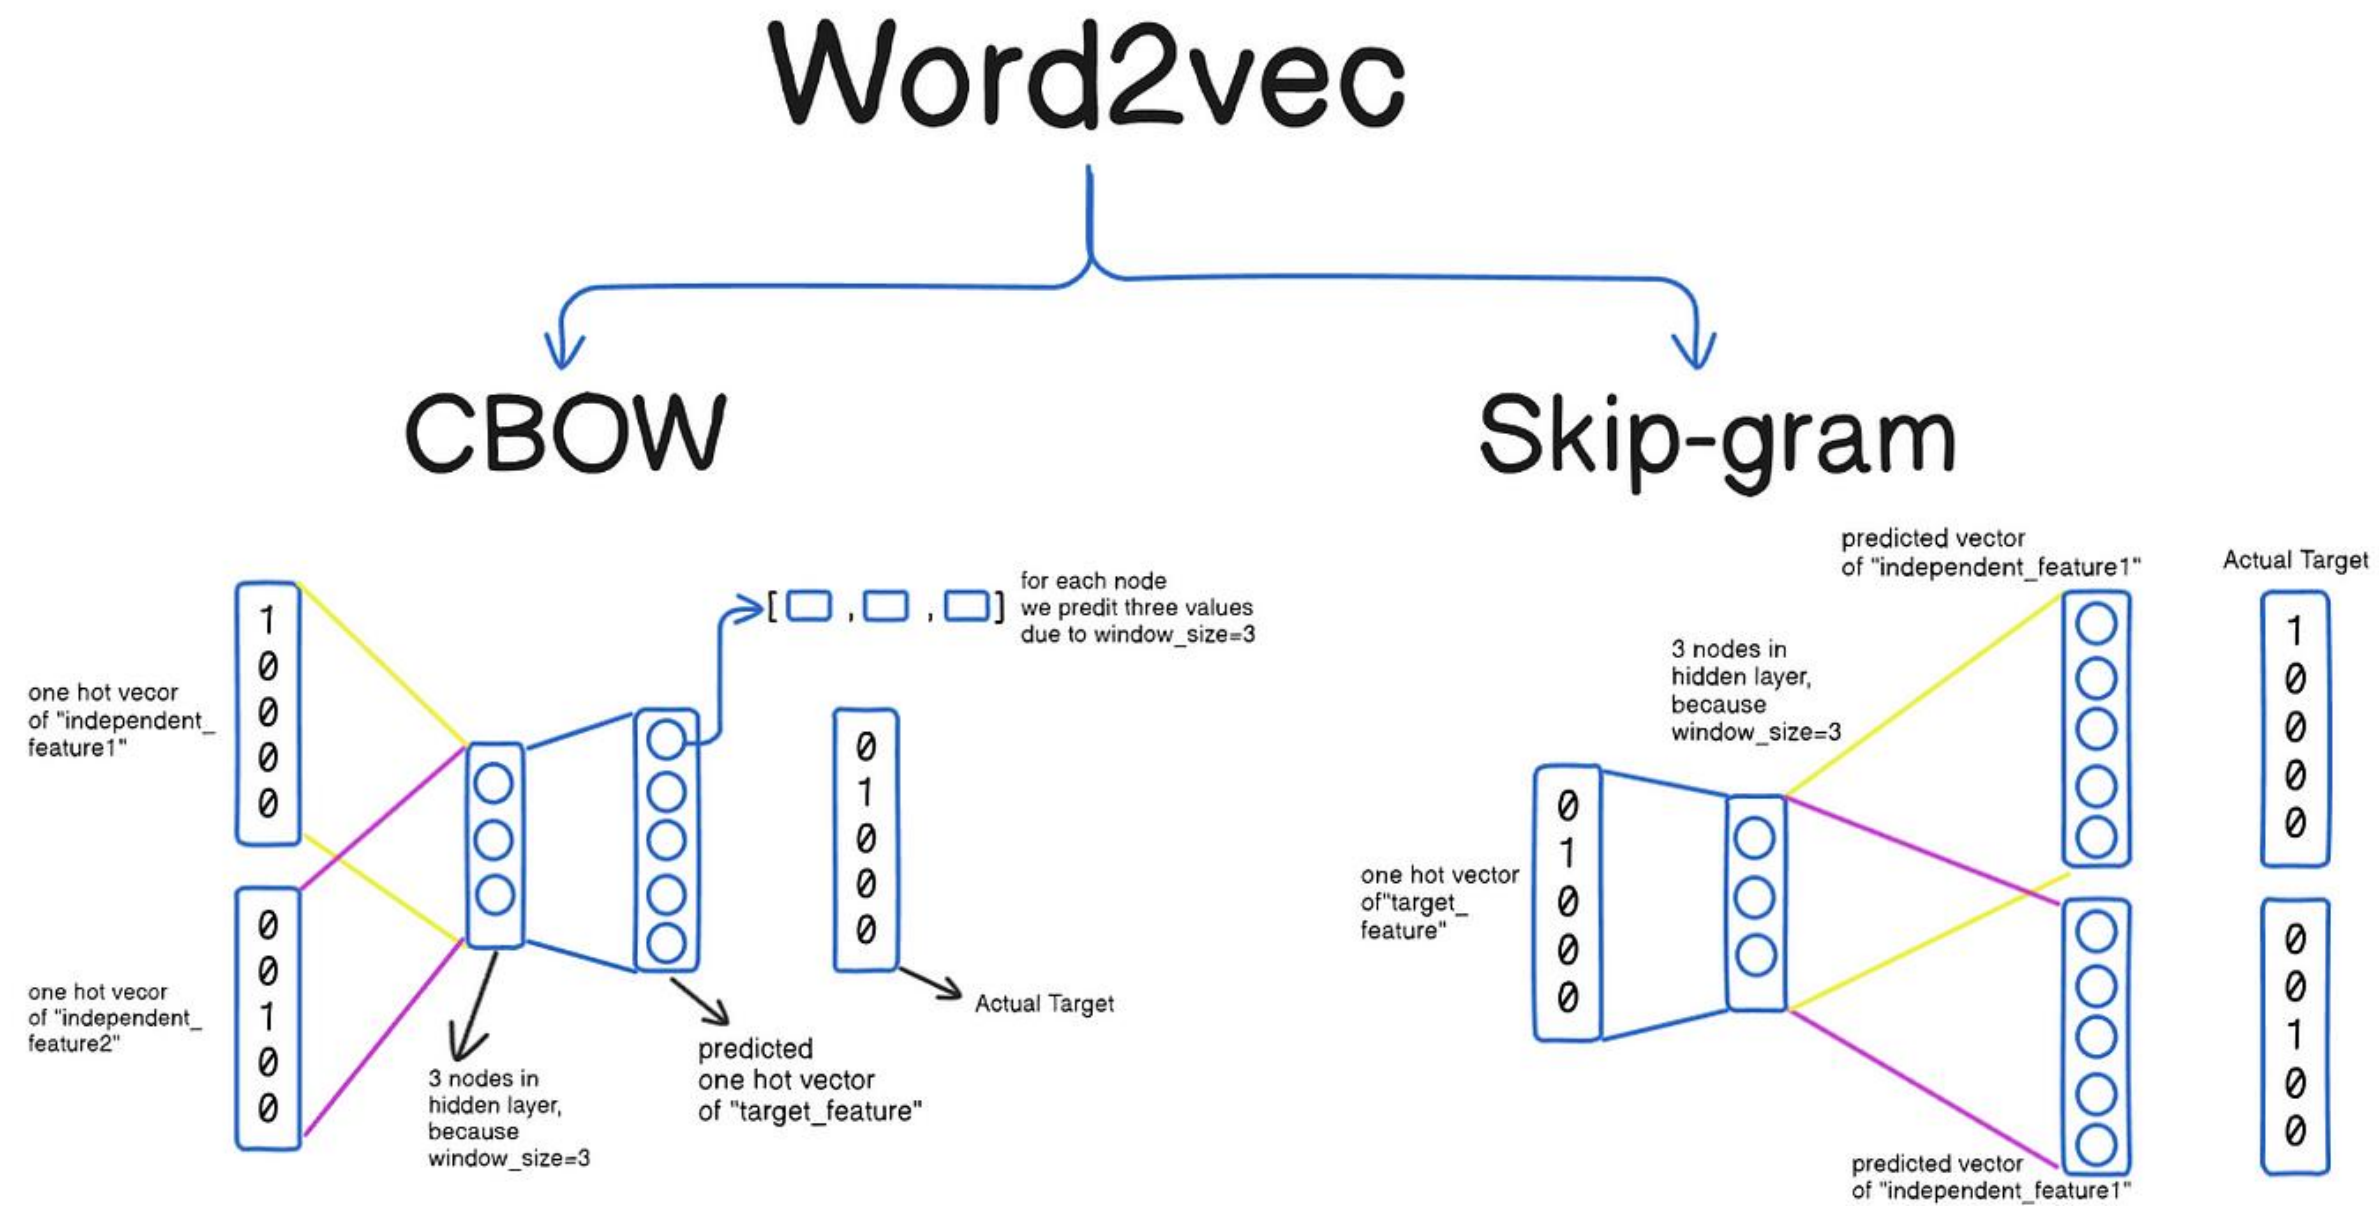 Word2vec
CBOW
Skip-gram
one hot vecor
of "independent_
feature1"
1
0
0
0
0
one hot vecor
of "independent_
feature2"
0
0
1
0
0
3 nodes in
hidden layer,
because
window_size=3
[ , , ]
for each node
we predit three values
due to window_size=3
predicted
one hot vector
of "target_feature"
0
1
0
0
0
Actual Target
one hot vector
of"target_
feature"
0
1
0
0
0
3 nodes in
hidden layer,
because
window_size=3
predicted vector
of "independent_feature1"
Actual Target
1
0
0
0
0
0
0
1
0
0
predicted vector
of "independent_feature1"